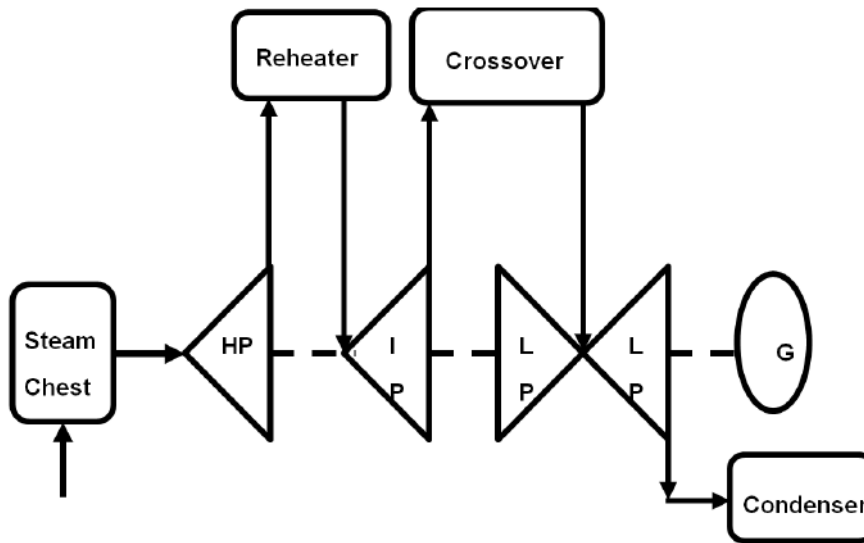 Reheater
Crossover
Steam
Chest
HP
I
P
L
P
L
P
G
Condenser